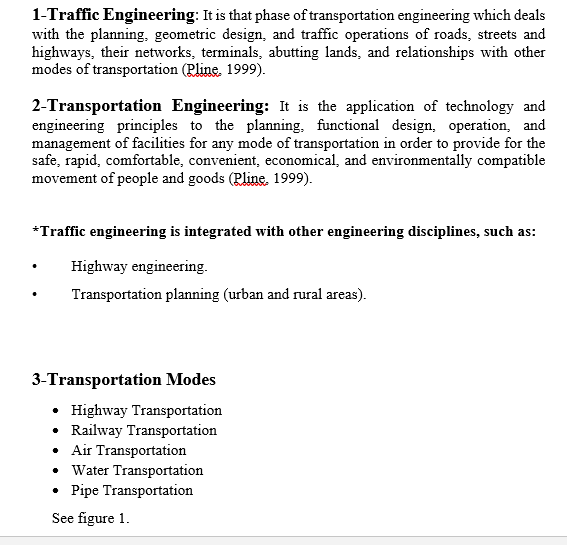 1-Traffic Engineering: It is that phase of transportation engineering which deals
with the planning, geometric design, and traffic operations of roads, streets and
highways, their networks, terminals, abutting lands, and relationships with other
modes of transportation (Pline, 1999).
2-Transportation Engineering: It is the application of technology and
engineering principles to the planning, functional design, operation, and
management of facilities for any mode of transportation in order to provide for the
safe, rapid, comfortable, convenient, economical, and environmentally compatible
movement of people and goods (Pline, 1999).
*Traffic engineering is integrated with other engineering disciplines, such as:
• Highway engineering.
• Transportation planning (urban and rural areas).
3-Transportation Modes
• Highway Transportation
• Railway Transportation
• Air Transportation
• Water Transportation
• Pipe Transportation
See figure 1.